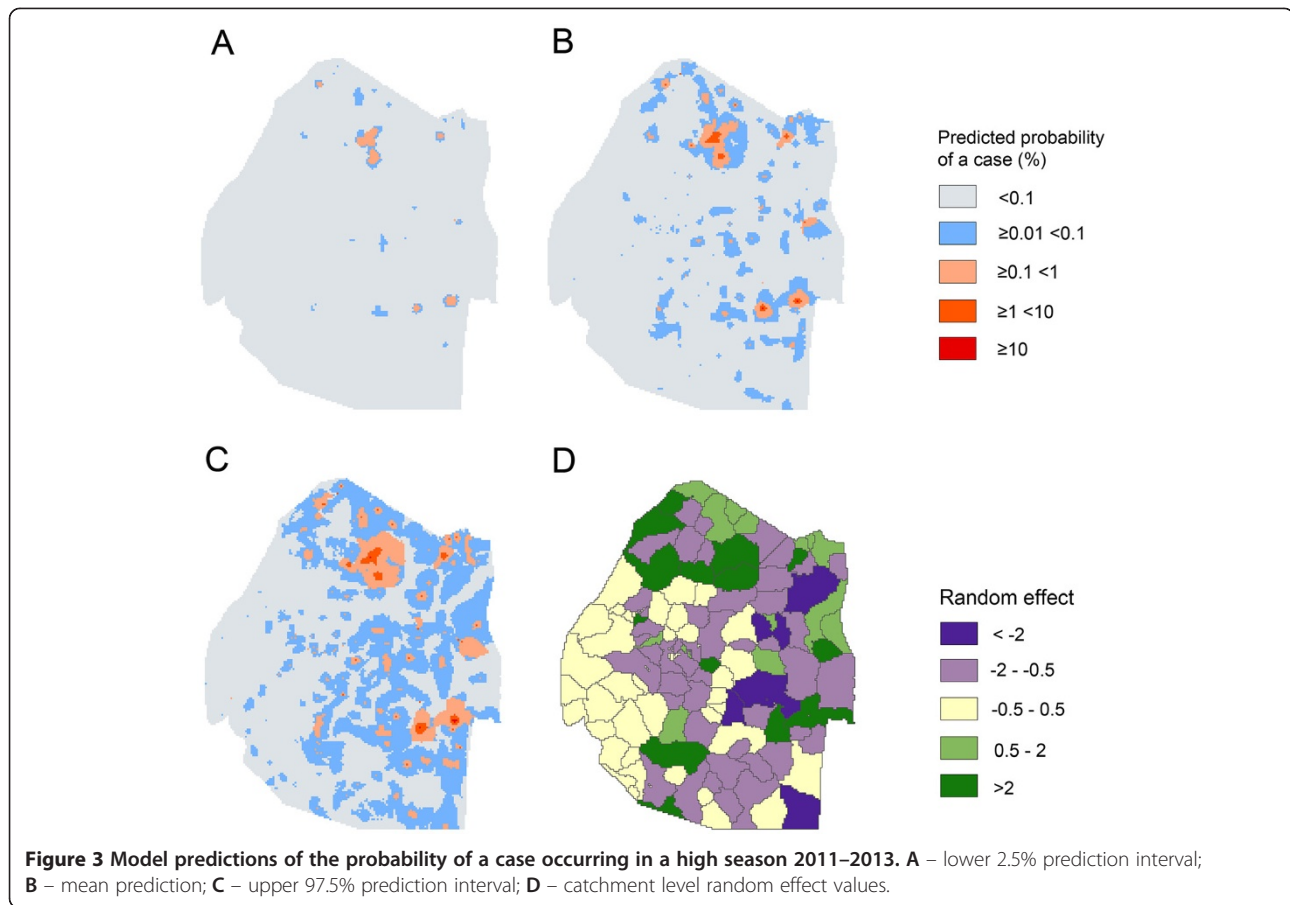 A
B
Predicted probability
of a case (%)
<0.1
≥0.01 <0.1
≥0.1 <1
≥1 <10
≥10
C
D
Random effect
< -2
-2 - -0.5
-0.5 - 0.5
0.5 - 2
>2
Figure 3 Model predictions of the probability of a case occurring in a high season 2011–2013. A – lower 2.5% prediction interval;
B – mean prediction; C – upper 97.5% prediction interval; D – catchment level random effect values.